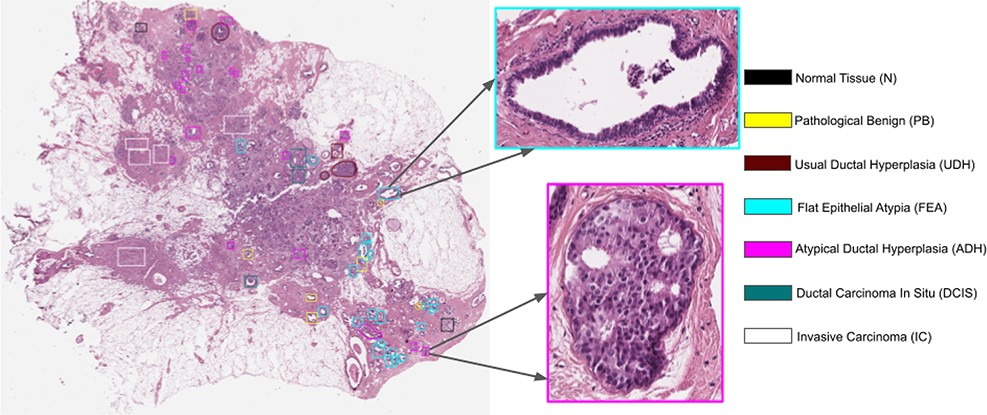 Normal Tissue (N)
Pathological Benign (PB)
Usual Ductal Hyperplasia (UDH)
Flat Epithelial Atypia (FEA)
Atypical Ductal Hyperplasia (ADH)
Ductal Carcinoma In Situ (DCIS)
Invasive Carcinoma (IC)